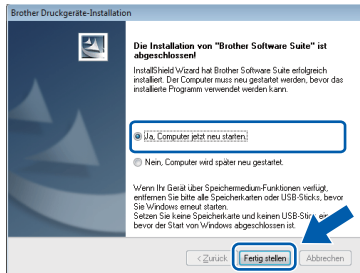 Brother Druckgeräte-Installation
Die Installation von "Brother Software Suite" ist
abgeschlossen!
InstallShield Wizard hat Brother Software Suite erfolgreich
installiert. Der Computer muss neu gestartet werden, bevor das
installierte Programm verwendet werden kann.
Ja, Computer jetzt neu starten.
Nein, Computer wird später neu gestartet.
Wenn Ihr Gerät über Speichermedium-Funktionen verfügt,
entfernen Sie bitte alle Speicherkarten oder USB-Sticks, bevor
Sie Windows erneut starten.
Setzen Sie keine Speicherkarte und keinen USB-Stick ein,
bevor der Start von Windows abgeschlossen ist.
< Zurück
Fertig stellen
Abbrechen